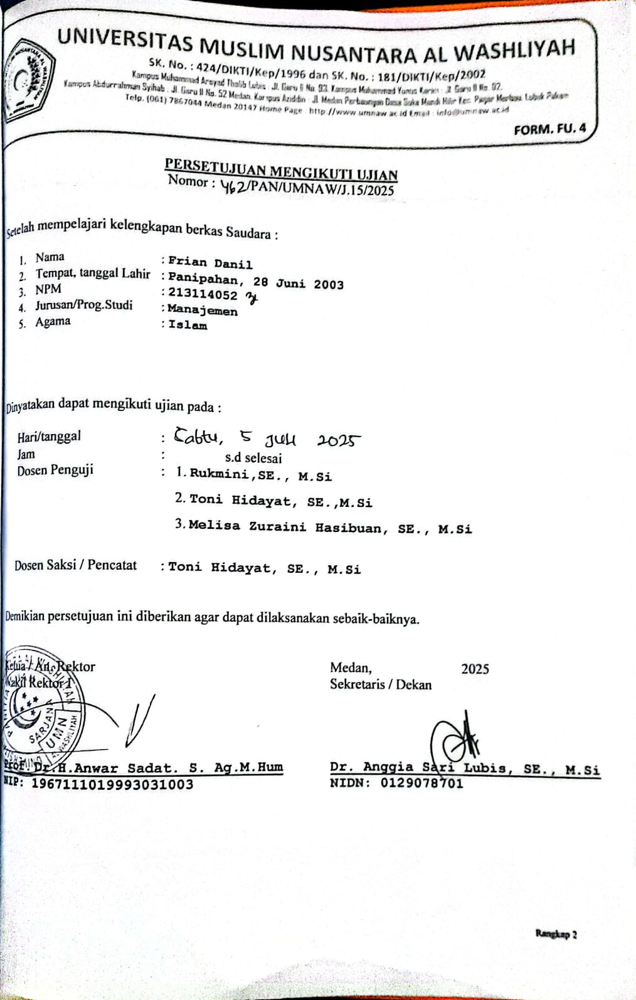 UNIVERSITAS MUSLIM NUSANTARA AL WASHLIYAH
SK. No. : 424/DIKTI/Kep/1996 dan SK. No. : 181/DIKTI/Kep/2002
Kampus Muhammad Arsyad Thalib Lubis : Jl. Garu II No. 93, Kampus Muhammad Yunus Karim : Jl. Garu II No. 02,
Kampus Abdurrahman Syihab : Jl. Garu II No. 52 Medan, Kampus Aziddin : Jl. Medan Perbaungan Desa Suka Mandi Hilir Kec. Pagar Merbau, Lubuk Pakam
Telp. (061) 7867044 Medan 20147 Home Page : http://www.umnaw.ac.id Email : info@umnaw.ac.id
FORM. FU. 4
PERSETUJUAN MENGIKUTI UJIAN
Nomor : 462/PAN/UMNAW/J.15/2025
Setelah mempelajari kelengkapan berkas Saudara :
1. Nama : Frian Danil
2. Tempat, tanggal Lahir : Panipahan, 28 Juni 2003
3. NPM : 213114052
4. Jurusan/Prog.Studi : Manajemen
5. Agama : Islam
Dinyatakan dapat mengikuti ujian pada :
Hari/tanggal : Sabtu, 5 Juli 2025
Jam : s.d selesai
Dosen Penguji : 1. Rukmini,SE., M.Si
2. Toni Hidayat, SE.,M.Si
3. Melisa Zuraini Hasibuan, SE., M.Si
Dosen Saksi / Pencatat : Toni Hidayat, SE., M.Si
Demikian persetujuan ini diberikan agar dapat dilaksanakan sebaik-baiknya.
Ketua / An. Rektor
Wakil Rektor I
Medan, 2025
Sekretaris / Dekan
SARJANA
UMN
AL WASHLIYAH
Prof. Dr.H.Anwar Sadat. S. Ag.M.Hum
NIP: 1967111019993031003
Dr. Anggia Sari Lubis, SE., M.Si
NIDN: 0129078701
Rangkap 2